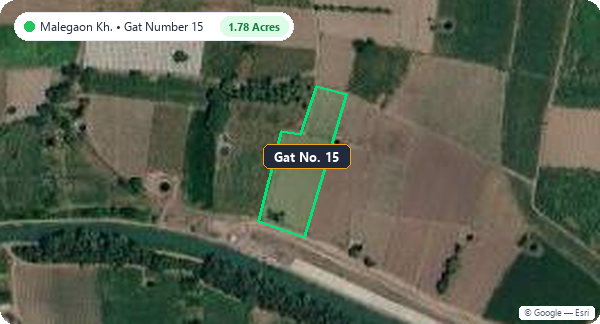 Malegaon Kh. • Gat Number 15 1.78 Acres
Gat No. 15
© Google — Esri